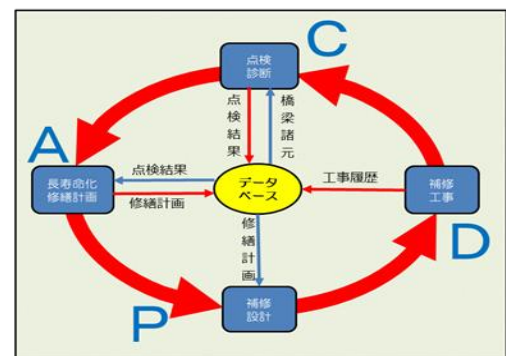 C
点検
診断
点検結果
橋梁諸元
A
長寿命化
修繕計画
点検結果
修繕計画
データ
ベース
工事履歴
補修
工事
D
修繕計画
P
補修
設計